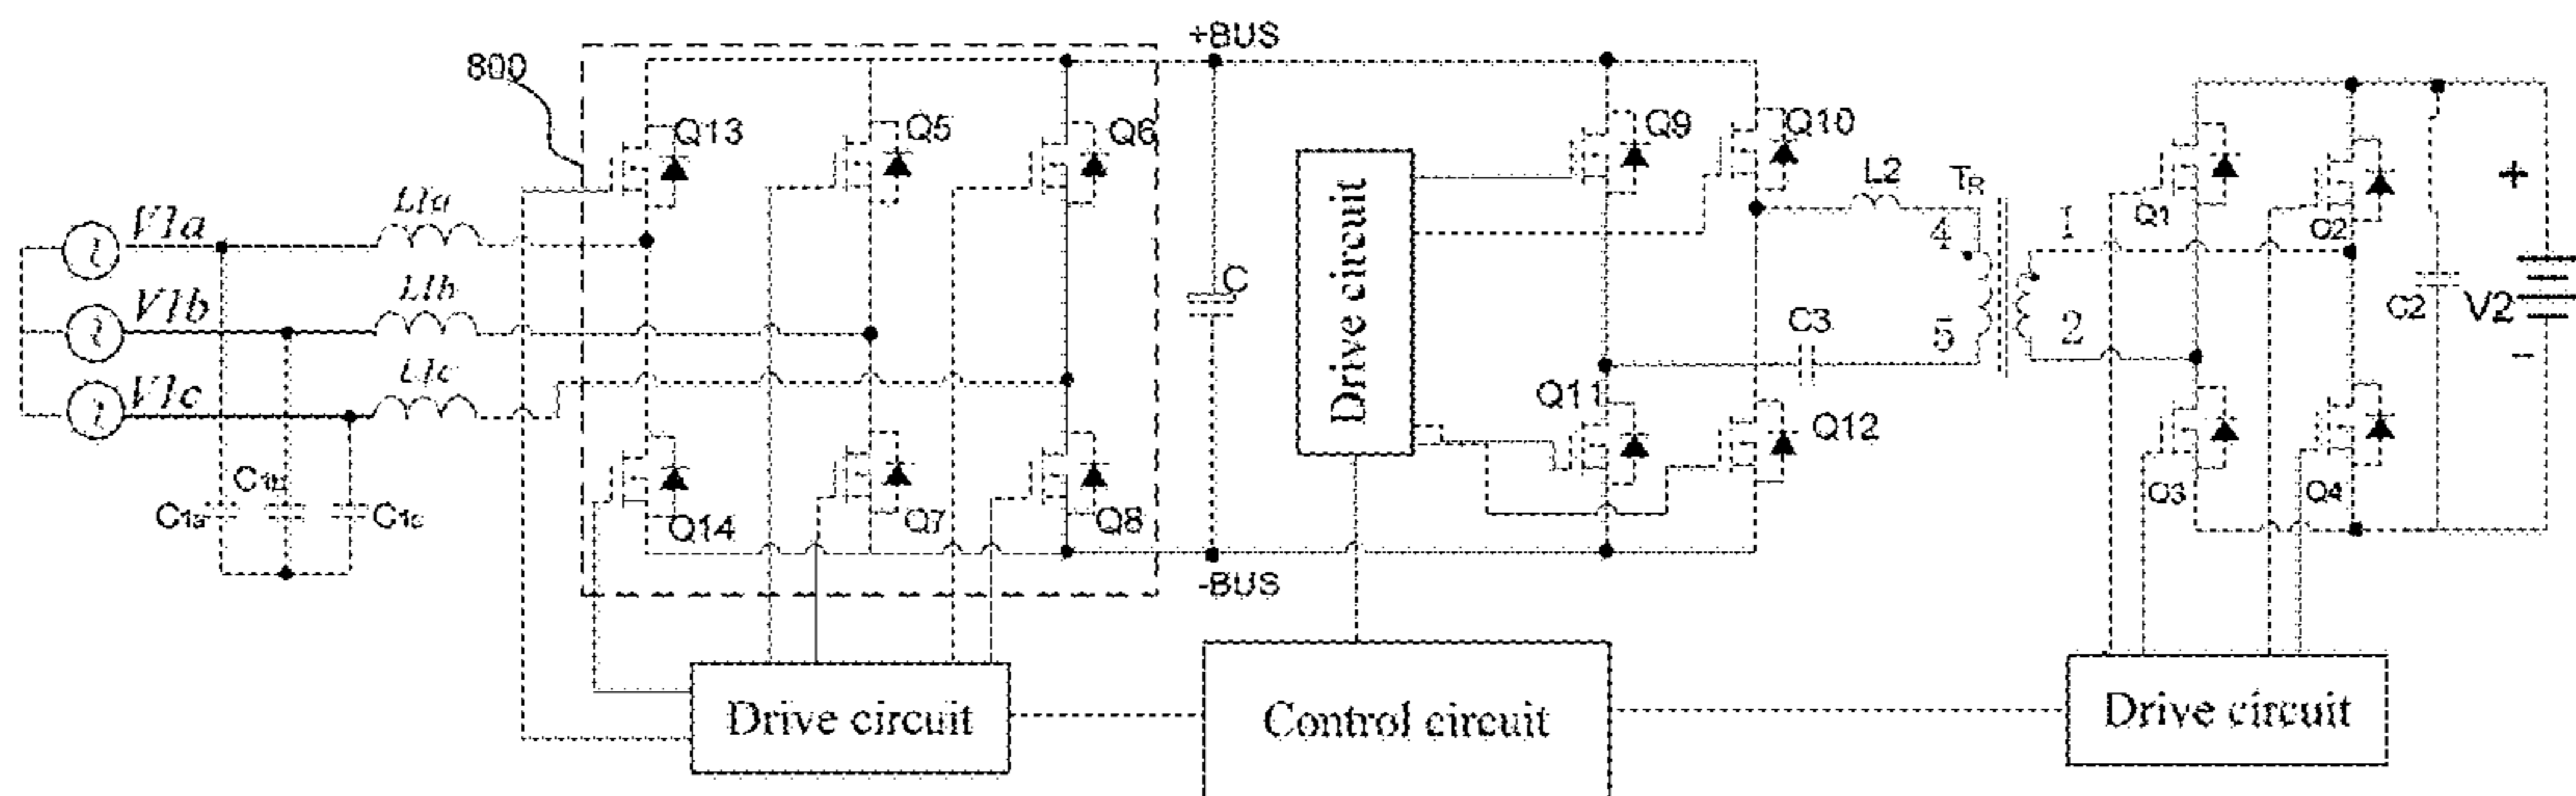 +BUS
800
Q13
Q5
Q6
Q9
Q10
L2
TR
Q1
Q2
+
V1a
L1a
V1b
L1b
V1c
L1c
4
1
5
2
C
C3
C2
V2
-
Drive circuit
Q11
Q12
C1a
C1c
Q14
Q7
Q8
Q3
Q4
-BUS
Drive circuit
Control circuit
Drive circuit